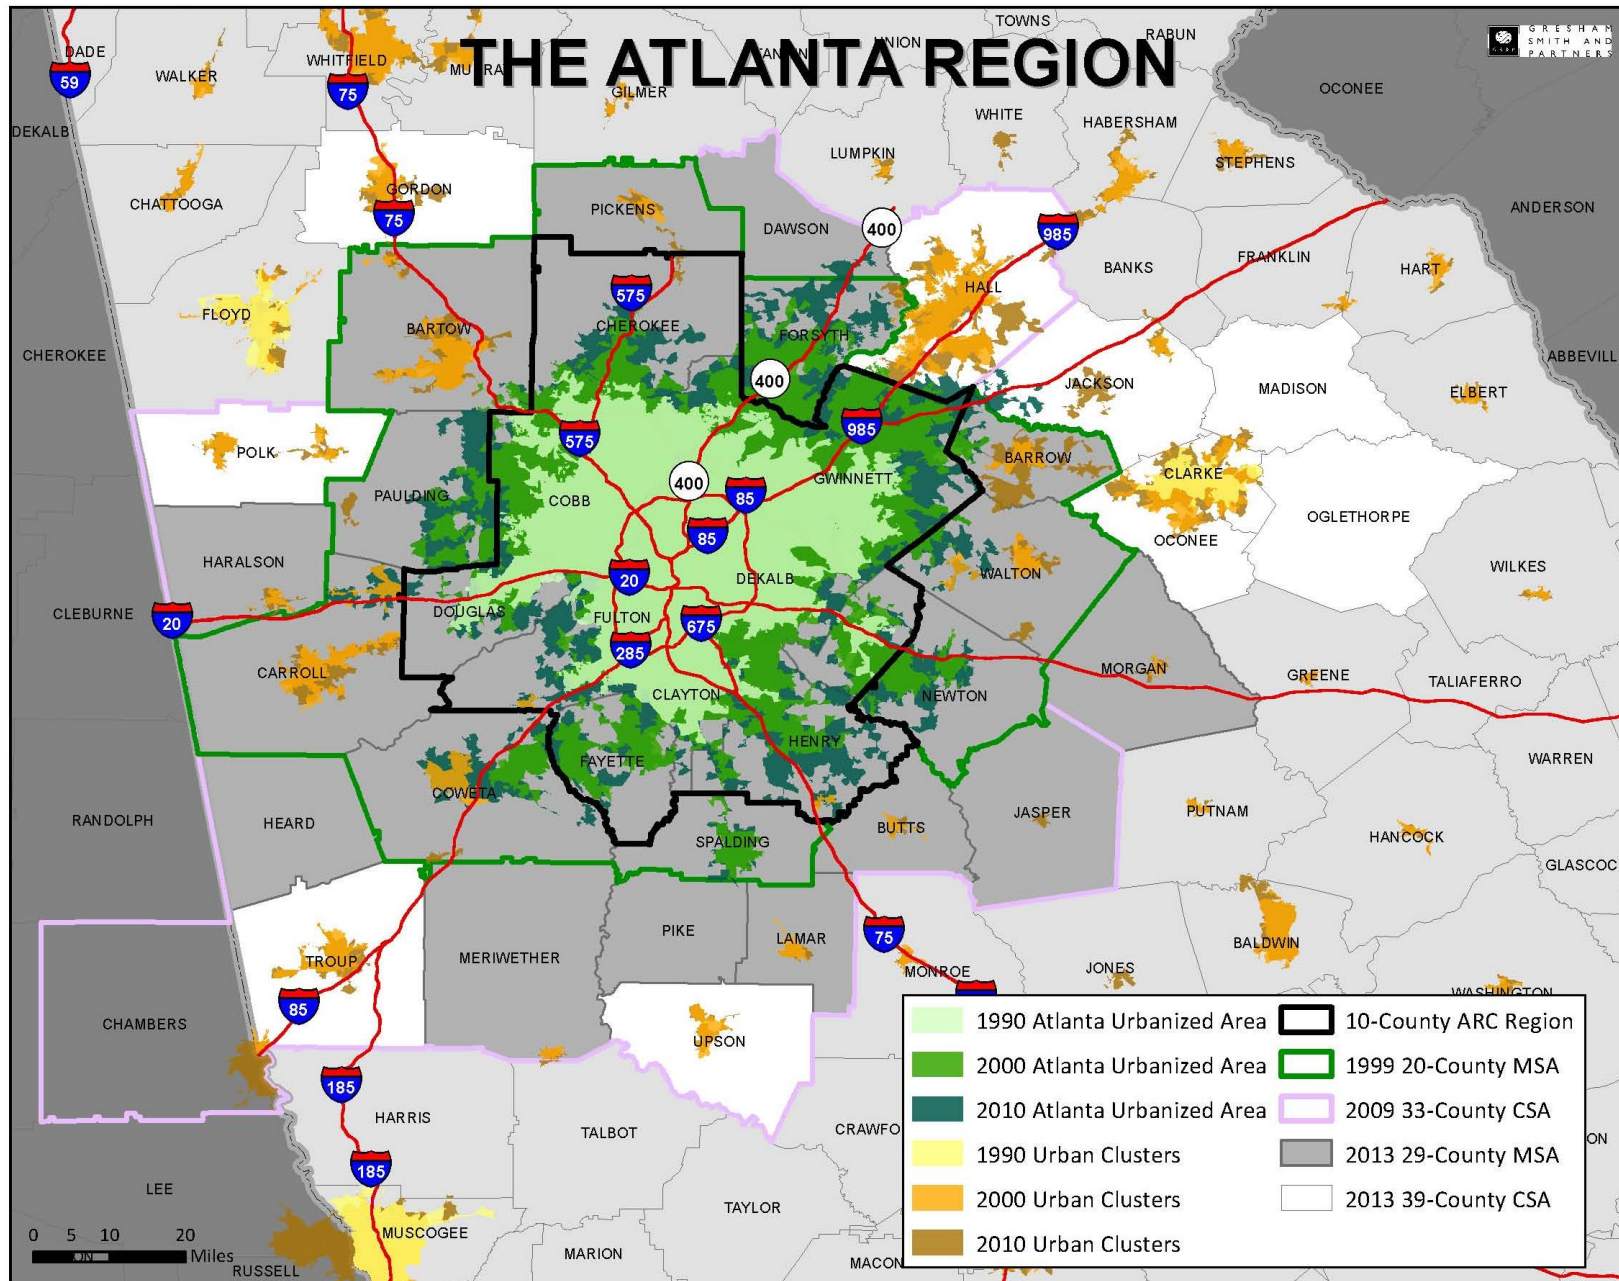 THE ATLANTA REGION
GRESHAM
SMITH AND
PARTNERS
TOWNS
RABUN
UNION
DADE
WHITFIELD
WALKER
59
75
GILMER
OCONEE
DEKALB
WHITE
HABERSHAM
LUMPKIN
STEPHENS
CHATTOOGA
GORDON
75
PICKENS
DAWSON
400
985
ANDERSON
BANKS
FRANKLIN
HART
575
HALL
FLOYD
BARTOW
CHEROKEE
FORSYTH
CHEROKEE
ABBEVILL
400
JACKSON
MADISON
ELBERT
985
575
POLK
BARROW
CLARKE
PAULDING
COBB
400
85
GWINNETT
OGLETHORPE
85
OCONEE
HARALSON
20
DEKALB
WALTON
WILKES
CLEBURNE
20
DOUGLAS
FULTON
675
285
CARROLL
MORGAN
GREENE
TALIAFERRO
CLAYTON
NEWTON
HENRY
FAYETTE
WARREN
COWETA
RANDOLPH
HEARD
SPALDING
BUTTS
JASPER
PUTNAM
HANCOCK
GLASCOC
PIKE
LAMAR
75
BALDWIN
TROUP
MERIWETHER
MONROE
JONES
WASHINGTON
85
CHAMBERS
UPSON
185
HARRIS
TALBOT
CRAWFO
ON
185
LEE
TAYLOR
MUSCOGEE
MARION
MACON
RUSSELL
0 5 10 20
Miles
1990 Atlanta Urbanized Area
2000 Atlanta Urbanized Area
2010 Atlanta Urbanized Area
1990 Urban Clusters
2000 Urban Clusters
2010 Urban Clusters
10-County ARC Region
1999 20-County MSA
2009 33-County CSA
2013 29-County MSA
2013 39-County CSA